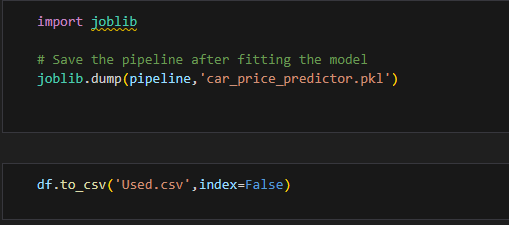 import joblib
# Save the pipeline after fitting the model
joblib.dump(pipeline,'car_price_predictor.pkl')
df.to_csv('Used.csv',index=False)